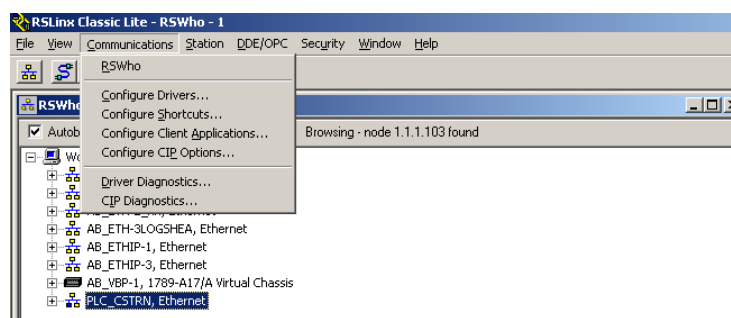 RSLinx Classic Lite - RSWho - 1
File View Communications Station DDE/OPC Security Window Help
RSWho
Configure Drivers...
RSWho
Configure Shortcuts...
Autob
Configure Client Applications...
Browsing - node 1.1.1.103 found
Configure CIP Options...
Driver Diagnostics...
CIP Diagnostics...
AB_ETH-3LOGSHEA, Ethernet
AB_ETHIP-1, Ethernet
AB_ETHIP-3, Ethernet
AB_VBP-1, 1789-A17/A Virtual Chassis
PLC_CSTRN, Ethernet